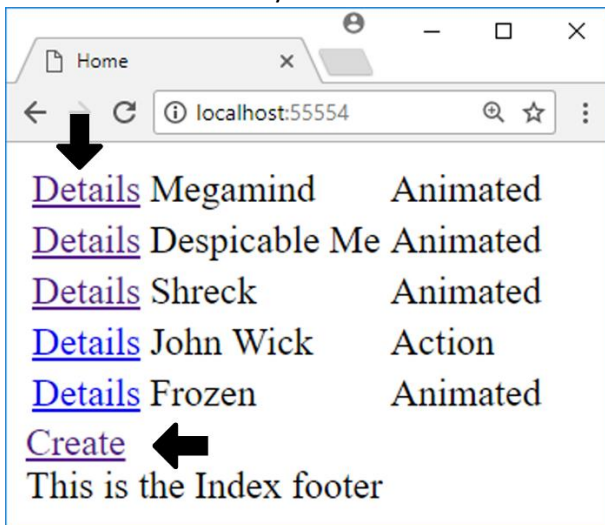 Home
localhost:55554
Details Megamind Animated
Details Despicable Me Animated
Details Shreck Animated
Details John Wick Action
Details Frozen Animated
Create
This is the Index footer